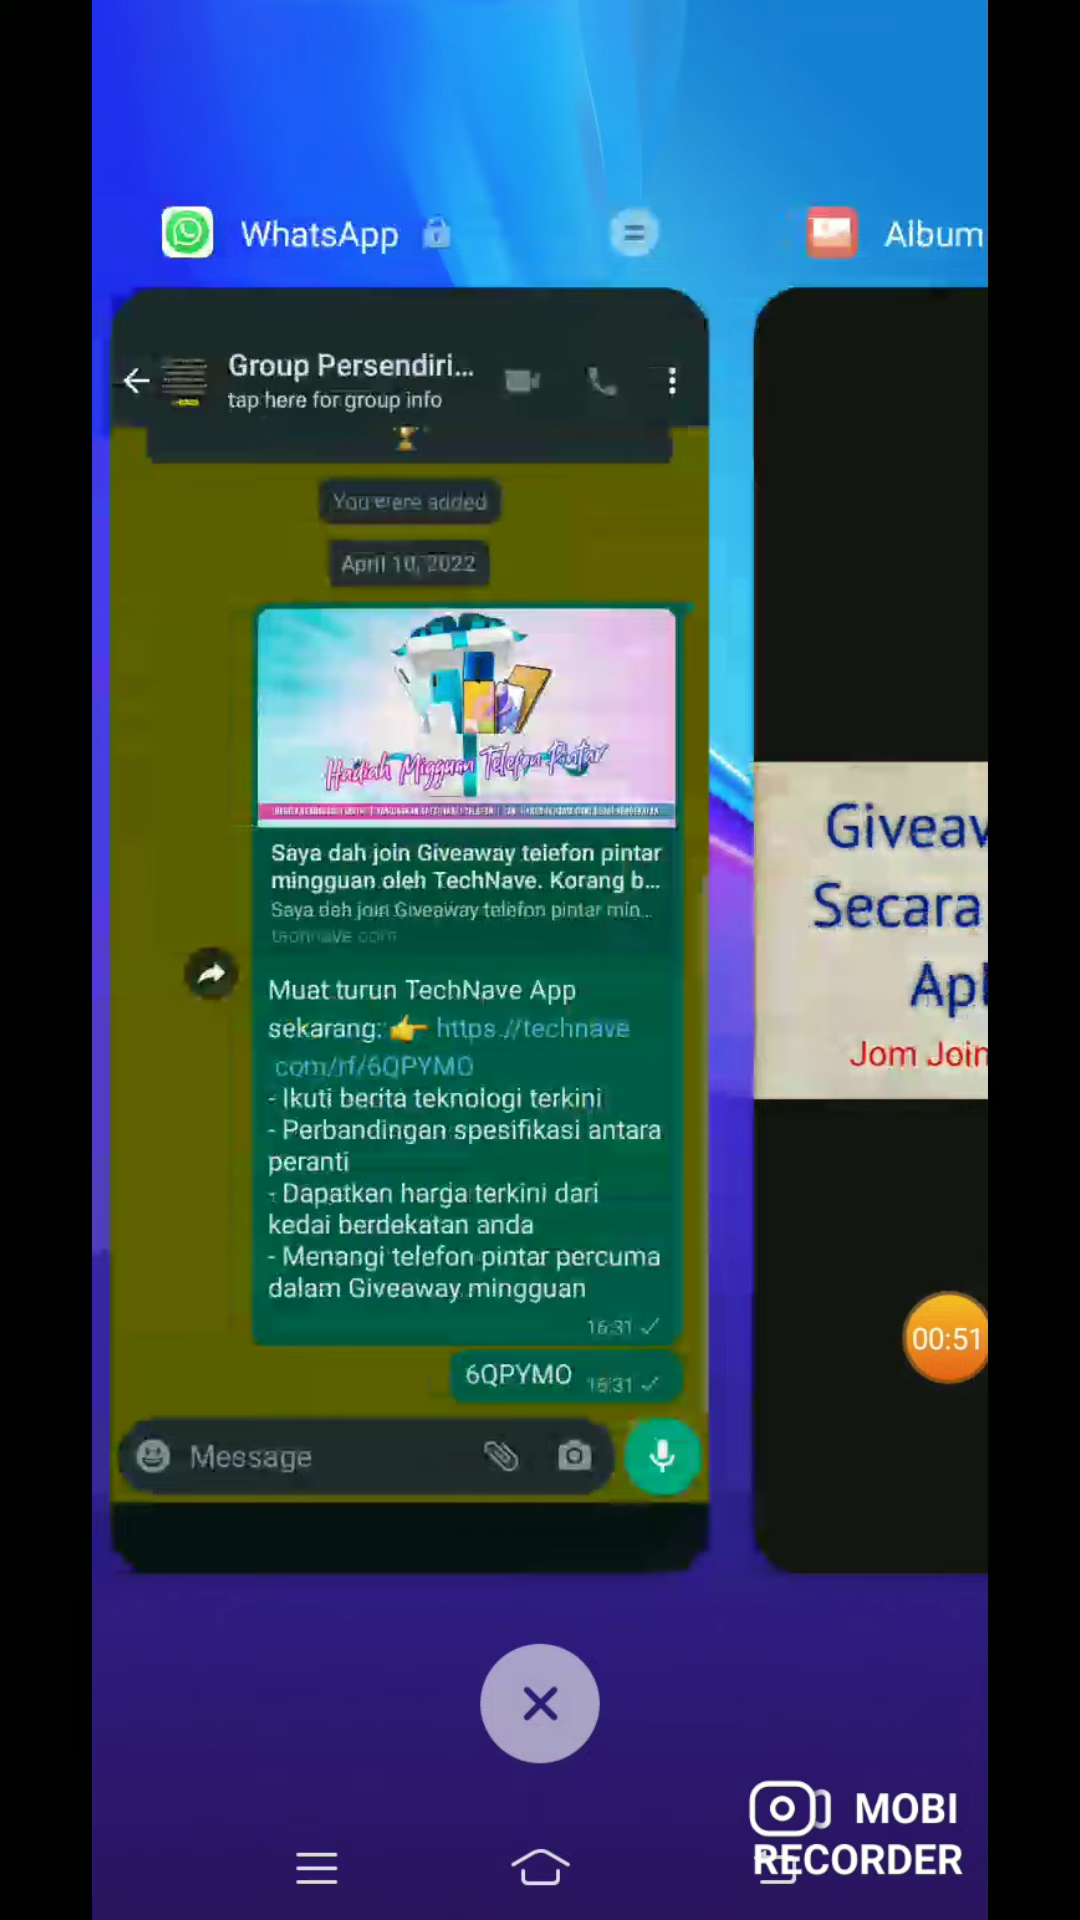 WhatsApp
Album
Group Persendiri...
tap here for group info
You were added
April 10, 2022
Hadiah Migguan Telefon Pintar
Saya dah join Giveaway telefon pintar
mingguan oleh TechNave. Korang b...
Saya dah join Giveaway telefon pintar min...
technave.com
Muat turun TechNave App
sekarang: 👉 https://technave
com/rf/6QPYMO
- Ikuti berita teknologi terkini
- Perbandingan spesifikasi antara
peranti
- Dapatkan harga terkini dari
kedai berdekatan anda
- Menangi telefon pintar percuma
dalam Giveaway mingguan
16:31
6QPYMO 16:31
Message
Giveav
Secara
Apl
Jom Join
00:51
MOBI
RECORDER